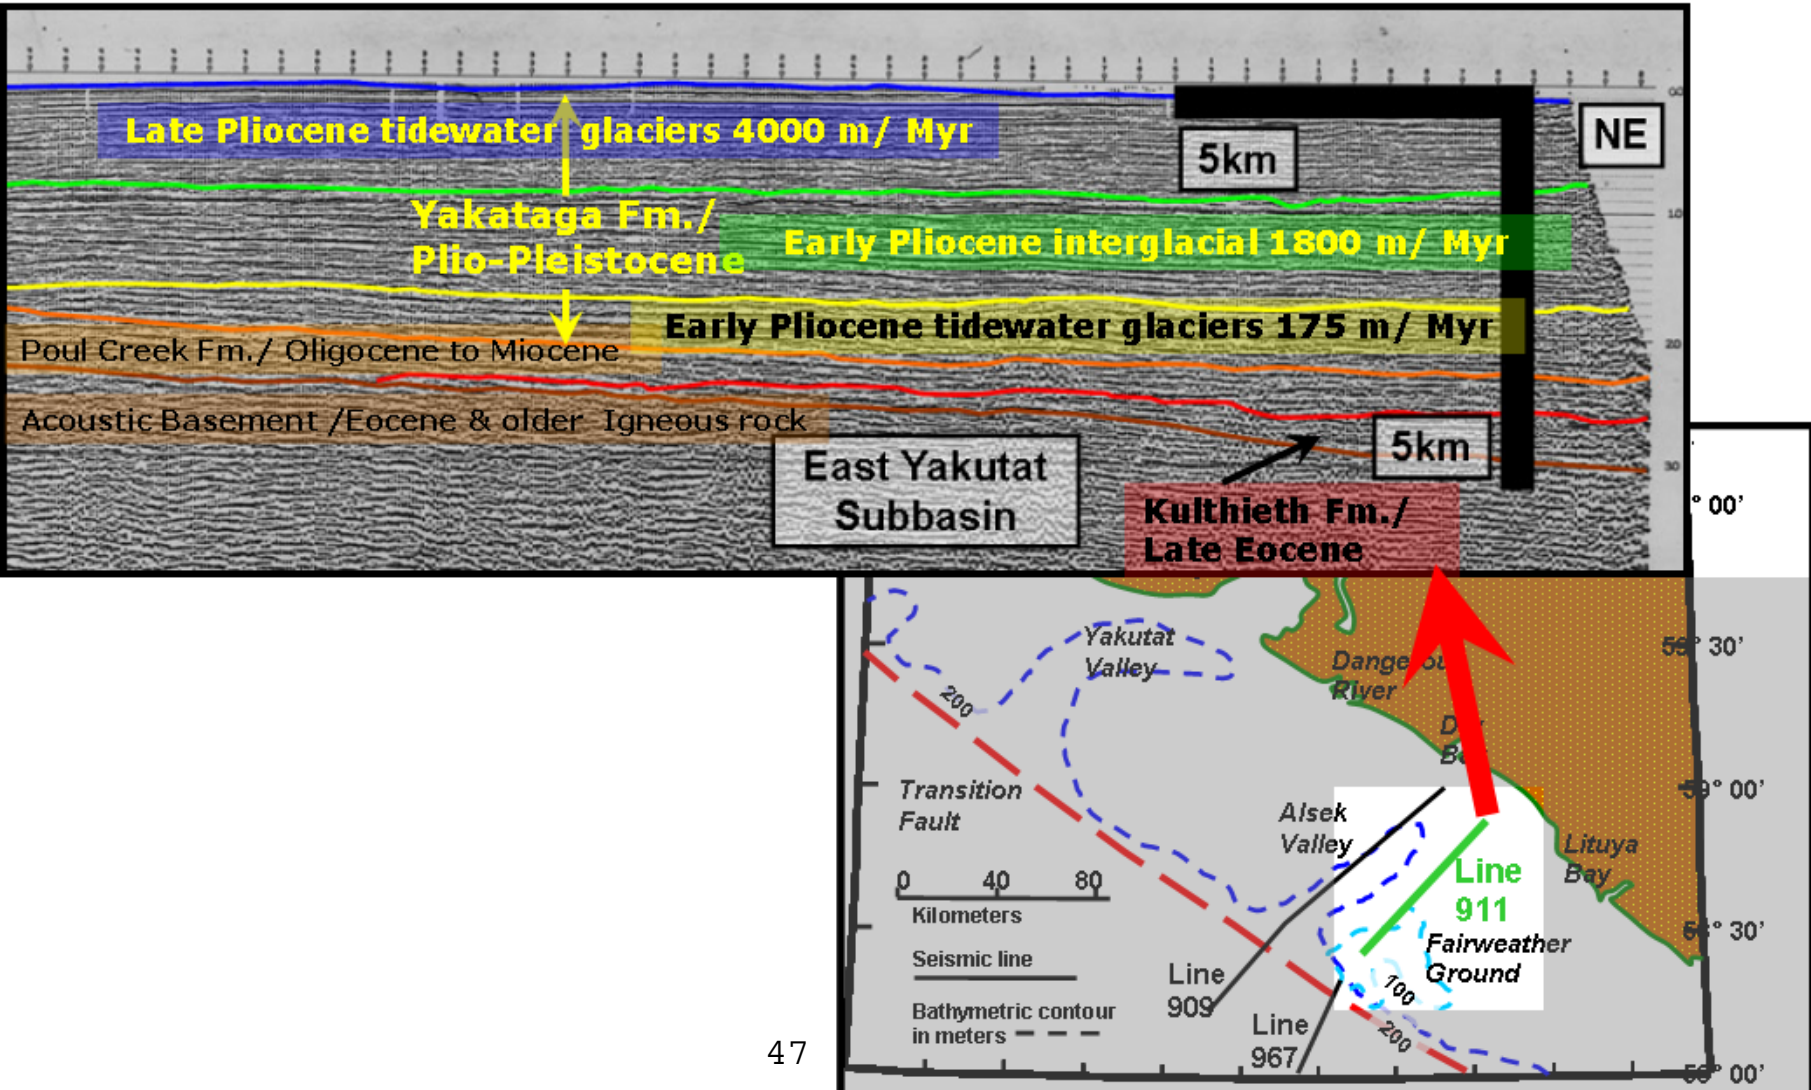 Late Pliocene tidewater glaciers 4000 m/ Myr
NE
5km
Yakataga Fm./
Plio-Pleistocene
Early Pliocene interglacial 1800 m/ Myr
10
Early Pliocene tidewater glaciers 175 m/ Myr
20
Poul Creek Fm./ Oligocene to Miocene
Acoustic Basement /Eocene & older Igneous rock
5km
30
East Yakutat
Subbasin
Kulthieth Fm./
Late Eocene
° 00’
Yakutat
Valley
200
Dangerou
River
59° 30’
Transition
Fault
Alsek
Valley
59° 00’
Lituya
Bay
Line
911
0 40 80
Kilometers
Seismic line
Bathymetric contour
in meters
Fairweather
Ground
58° 30’
100
200
Line
909
Line
967
° 00’
47